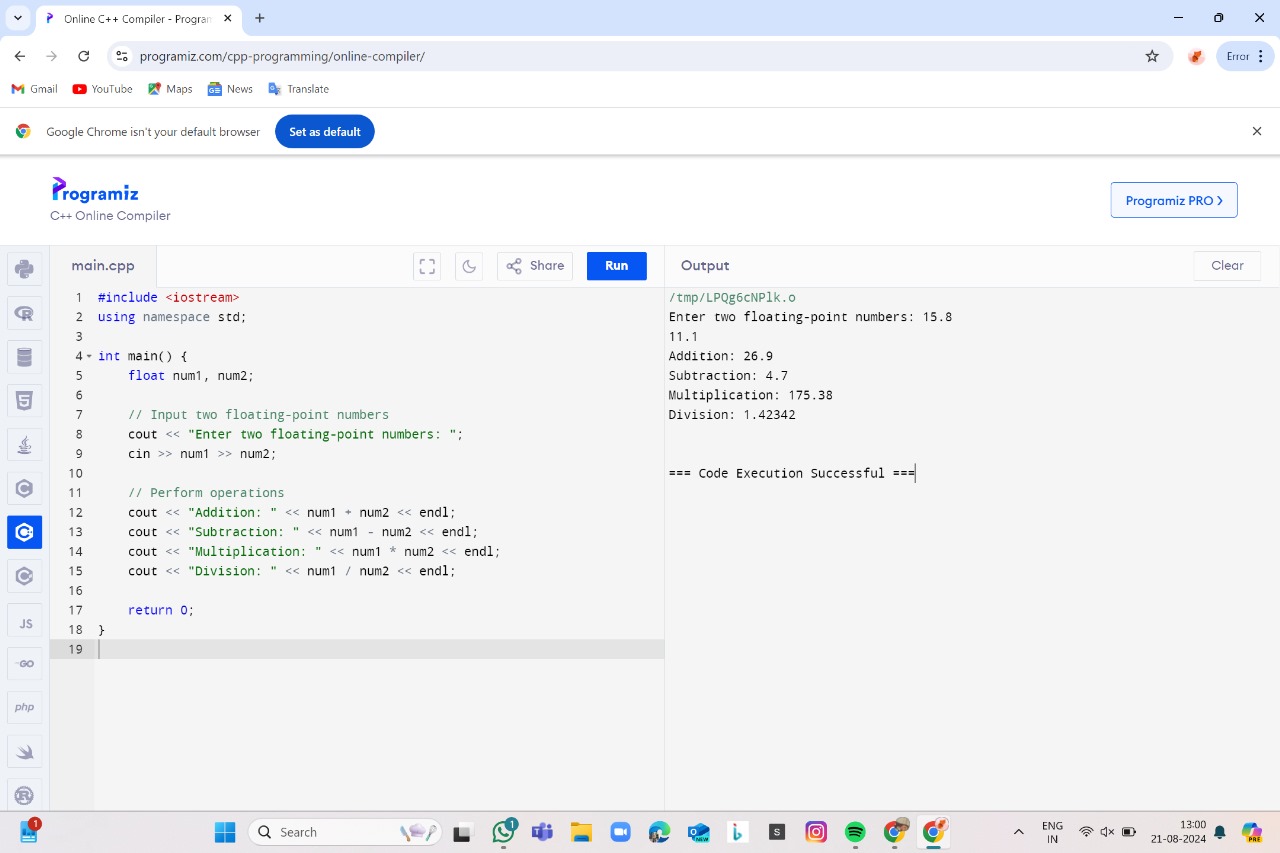 Online C++ Compiler - Program
programiz.com/cpp-programming/online-compiler/
Error
Gmail YouTube Maps News Translate
Google Chrome isn't your default browser Set as default
Programiz
C++ Online Compiler
Programiz PRO >
main.cpp Share Run Output Clear
1 #include <iostream>
2 using namespace std;
3
4 int main() {
5 float num1, num2;
6
7 // Input two floating-point numbers
8 cout << "Enter two floating-point numbers: ";
9 cin >> num1 >> num2;
10
11 // Perform operations
12 cout << "Addition: " << num1 + num2 << endl;
13 cout << "Subtraction: " << num1 - num2 << endl;
14 cout << "Multiplication: " << num1 * num2 << endl;
15 cout << "Division: " << num1 / num2 << endl;
16
17 return 0;
18 }
19
/tmp/LPQg6cNPlk.o
Enter two floating-point numbers: 15.8
11.1
Addition: 26.9
Subtraction: 4.7
Multiplication: 175.38
Division: 1.42342
=== Code Execution Successful ===
JS
GO
php
1
Search
1
NEW
S
ENG
IN
13:00
21-08-2024
PRE